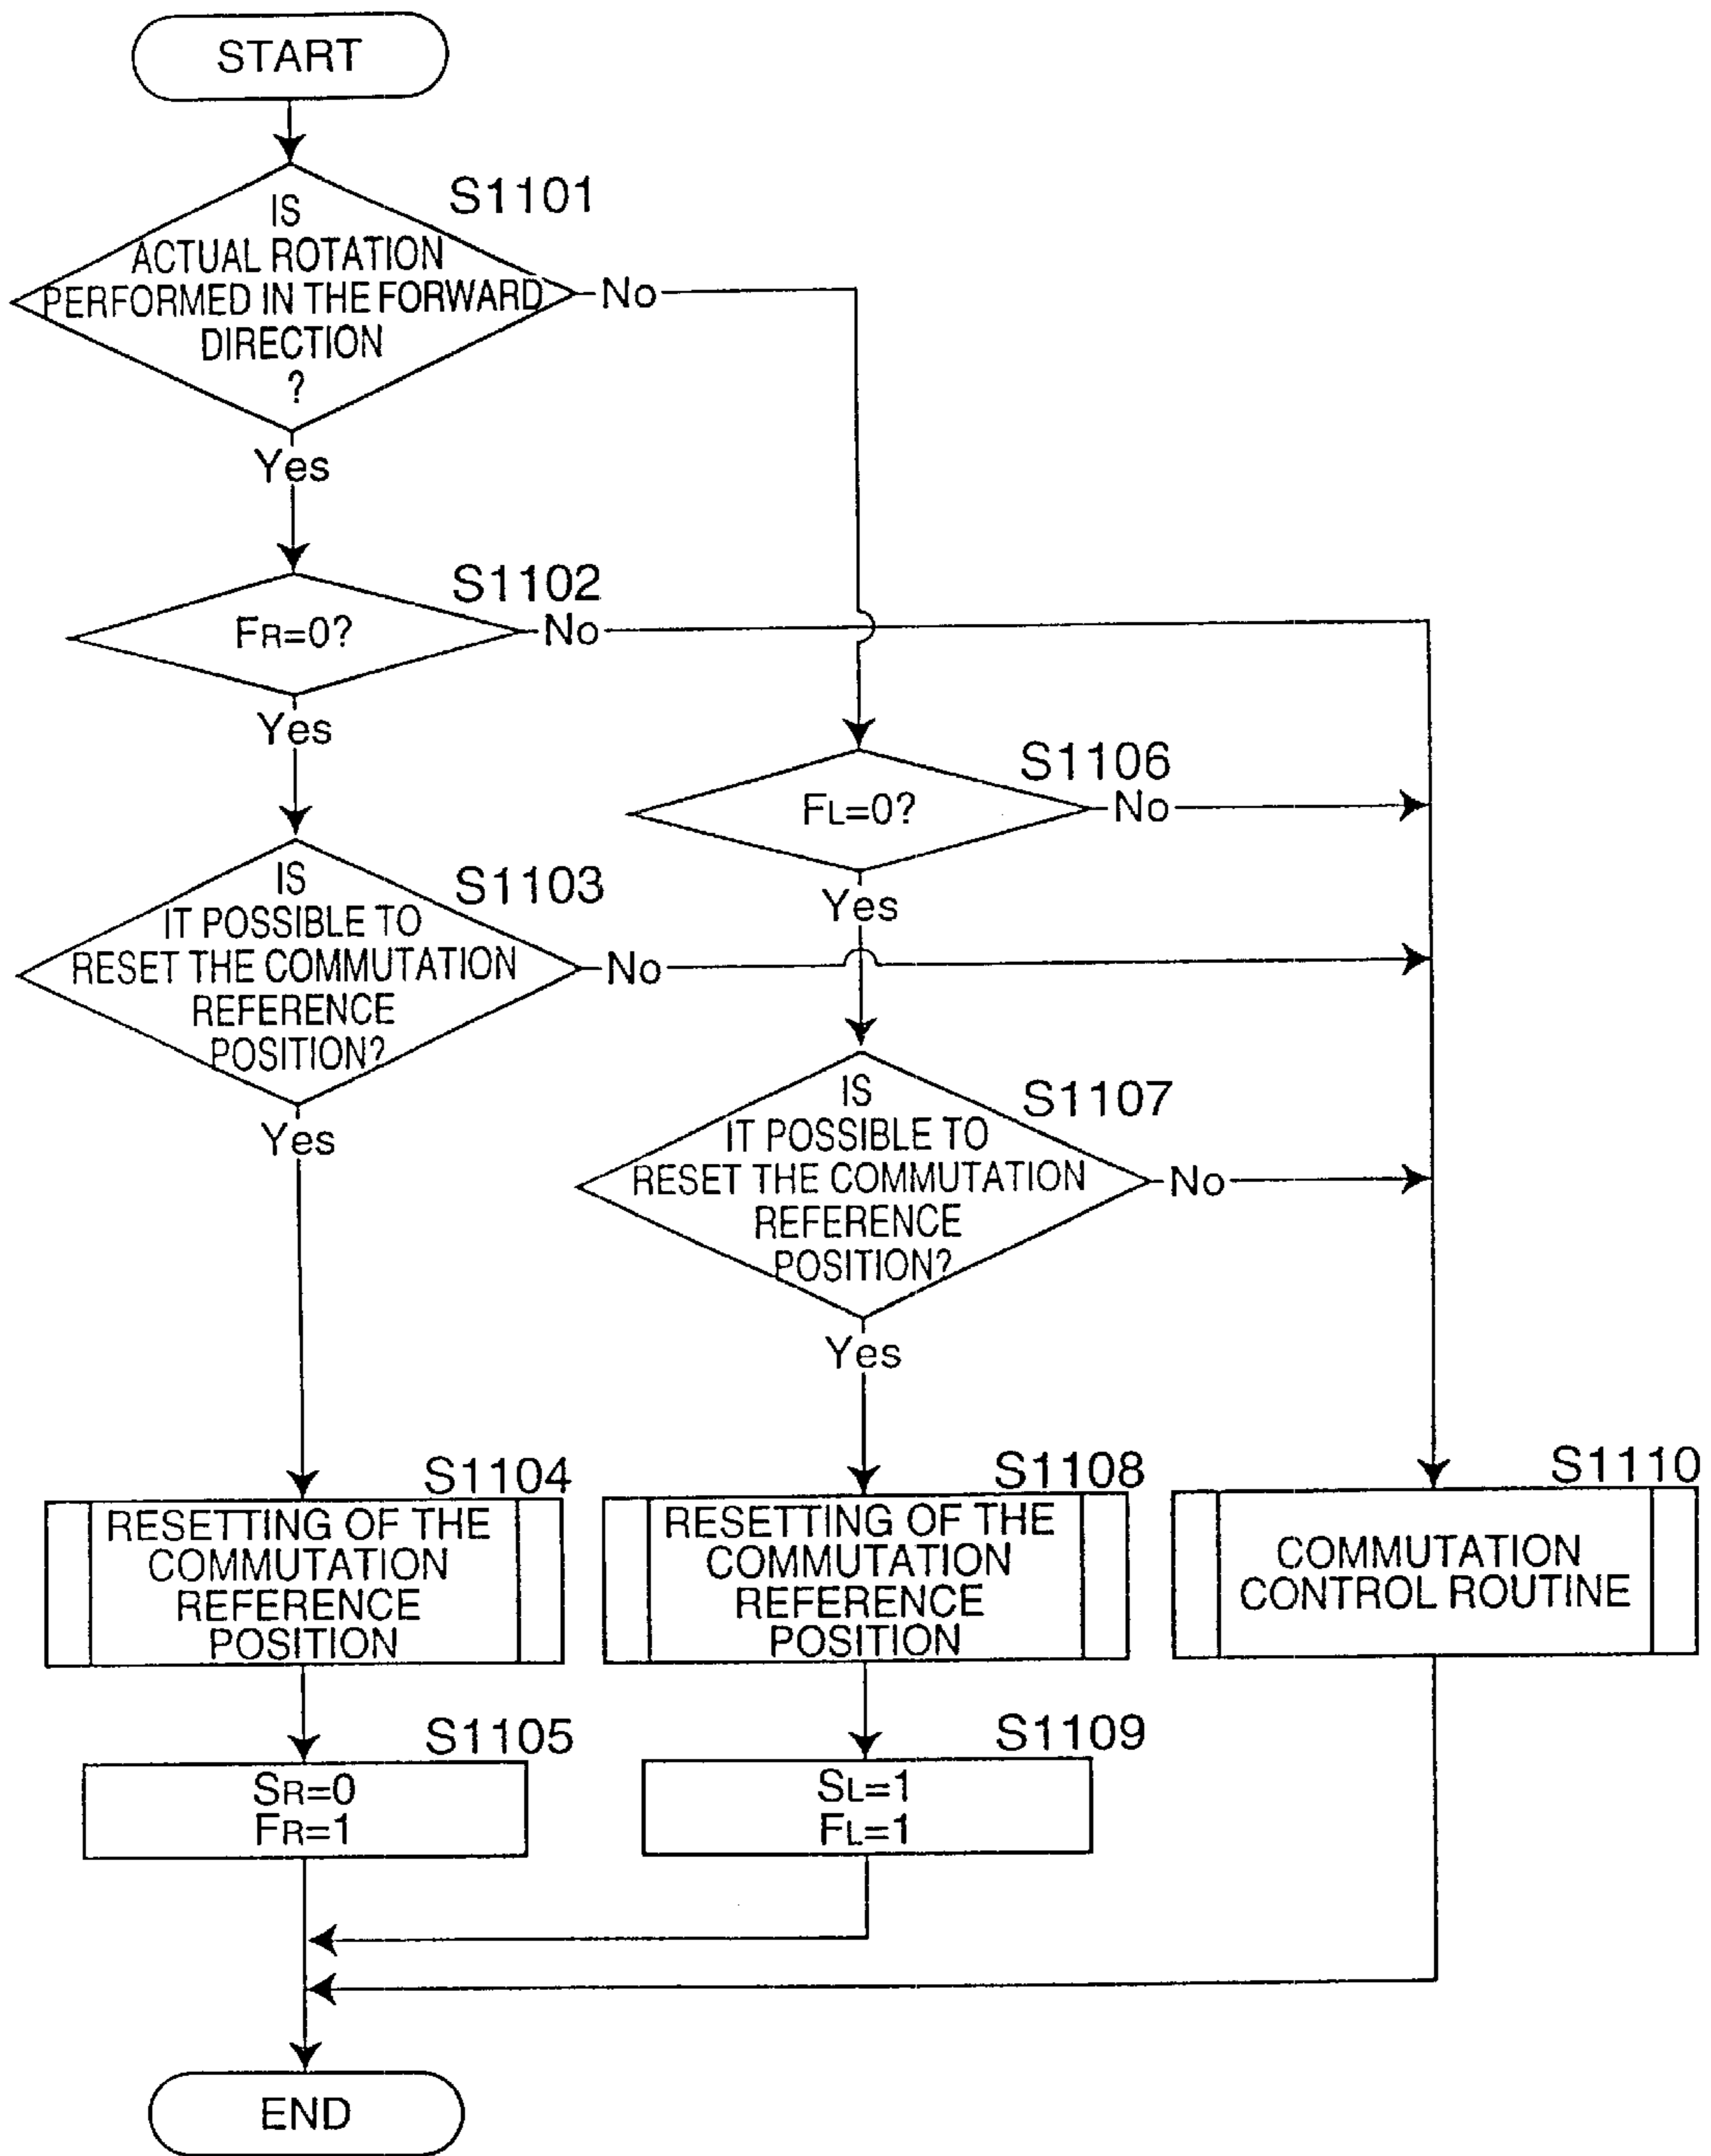 START
S1101
IS
ACTUAL ROTATION
PERFORMED IN THE FORWARD
DIRECTION
?
No
Yes
S1102
FR=0?
No
Yes
S1106
FL=0?
No
Yes
S1103
IS
IT POSSIBLE TO
RESET THE COMMUTATION
REFERENCE
POSITION?
No
Yes
S1107
IS
IT POSSIBLE TO
RESET THE COMMUTATION
REFERENCE
POSITION?
No
Yes
S1104
RESETTING OF THE
COMMUTATION
REFERENCE
POSITION
S1108
RESETTING OF THE
COMMUTATION
REFERENCE
POSITION
S1110
COMMUTATION
CONTROL ROUTINE
S1105
SR=0
FR=1
S1109
SL=1
FL=1
END